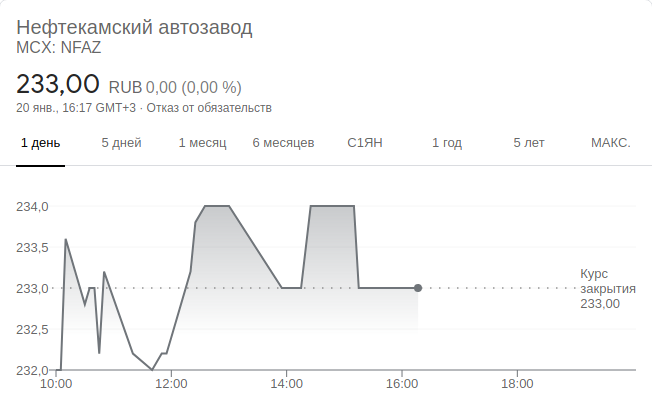 Нефтекамский автозавод
MCX: NFAZ
233,00 RUB 0,00 (0,00 %)
20 янв., 16:17 GMT+3 · Отказ от обязательств
1 день 5 дней 1 месяц 6 месяцев С1ЯН 1 год 5 лет МАКС.
234,0
233,5
233,0
232,5
232,0
Курс
закрытия
233,00
10:00 12:00 14:00 16:00 18:00